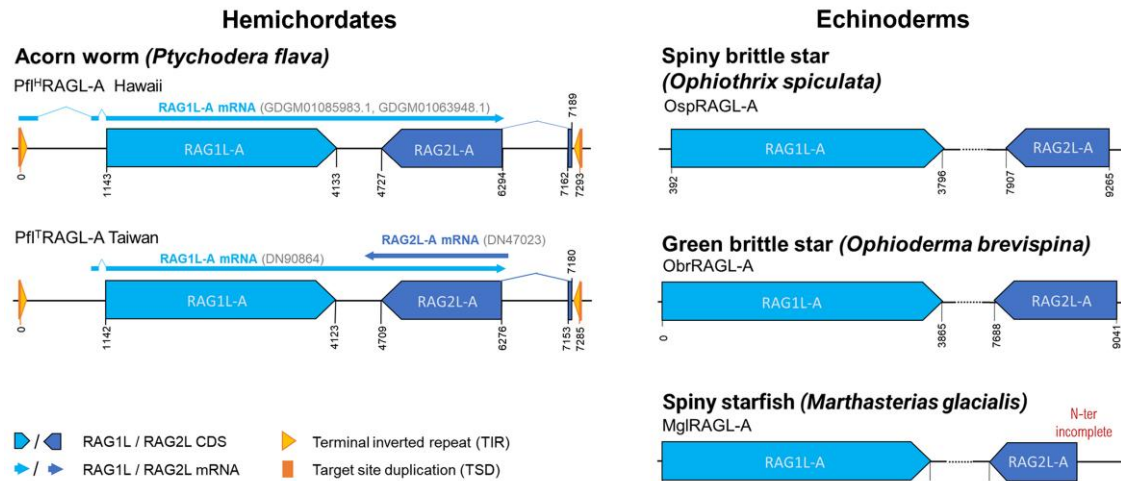 Hemichordates
Acorn worm (Ptychodera flava)
PflᴴRAGL-A Hawaii
RAG1L-A mRNA (GDGM01085983.1, GDGM01063948.1)
7189
RAG1L-A
RAG2L-A
0
1143
4133
4727
6294
7162
7293
PflᵀRAGL-A Taiwan
RAG2L-A mRNA (DN47023)
RAG1L-A mRNA (DN90864)
7180
RAG1L-A
RAG2L-A
0
1142
4123
4709
6276
7153
7285
/ RAG1L / RAG2L CDS
Terminal inverted repeat (TIR)
/ RAG1L / RAG2L mRNA
Target site duplication (TSD)
Echinoderms
Spiny brittle star
(Ophiothrix spiculata)
OspRAGL-A
RAG1L-A
RAG2L-A
392
3796
7907
9265
Green brittle star (Ophioderma brevispina)
ObrRAGL-A
RAG1L-A
RAG2L-A
0
3865
7688
9041
Spiny starfish (Marthasterias glacialis)
MglRAGL-A
N-ter
incomplete
RAG1L-A
RAG2L-A